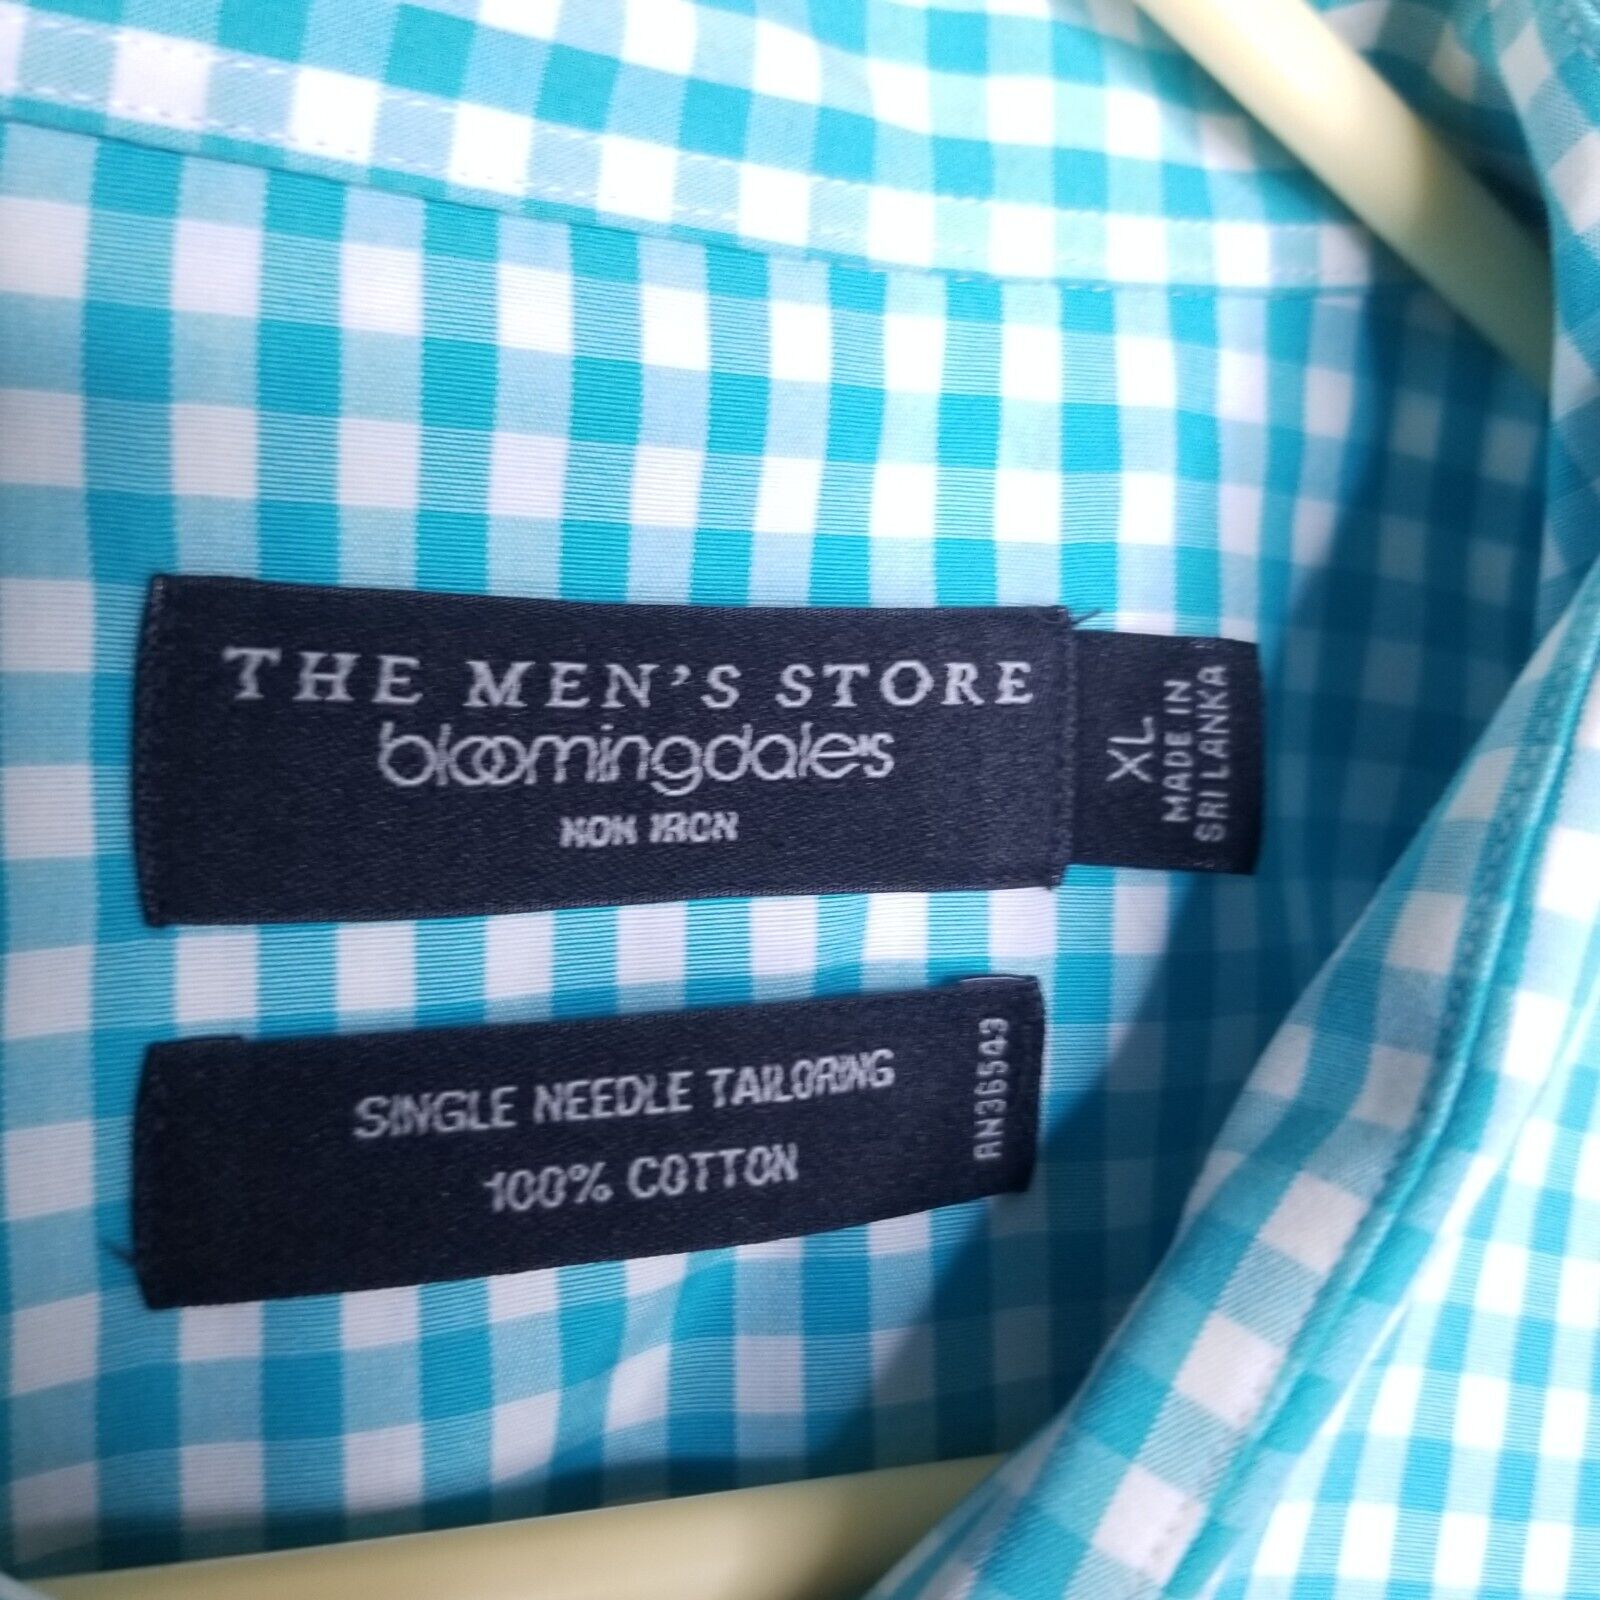 THE MEN'S STORE
bloomingdale's
NON IRON
XL
MADE IN
SRI LANKA
SINGLE NEEDLE TAILORING
100% COTTON
RN36543